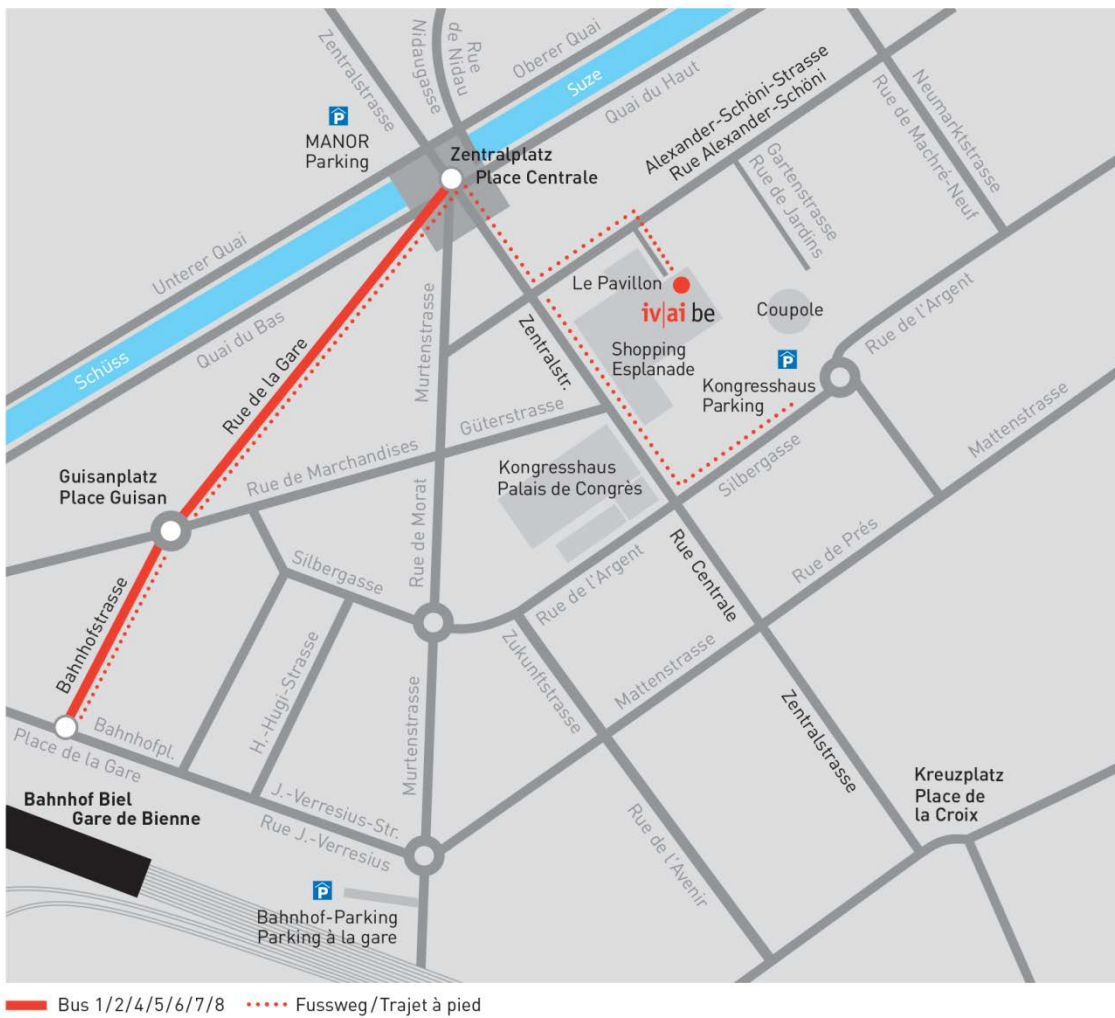 Zentralstrasse
Nidaugasse
Rue
de Nidau
Oberer Quai
Suze
Quai du Haut
P
MANOR
Parking
Zentralplatz
Place Centrale
Alexander-Schöni-Strasse
Rue Alexander-Schöni
Neumarktstrasse
Rue de Machré-Neuf
Gartenstrasse
Rue de Jardins
Unterer Quai
Schüss
Quai du Bas
Rue de la Gare
Murtenstrasse
Zentralstr.
Le Pavillon
iv|ai be
Shopping
Esplanade
Coupole
P
Kongresshaus
Parking
Rue de l'Argent
Mattenstrasse
Guisanplatz
Place Guisan
Rue de Marchandises
Güterstrasse
Kongresshaus
Palais de Congrès
Silbergasse
Rue de Morat
Silbergasse
Rue de l'Argent
Rue Centrale
Rue de Prés
Bahnhofstrasse
H.-Hugi-Strasse
Zukunftstrasse
Mattenstrasse
Bahnhofpl.
Place de la Gare
Murtenstrasse
Zentralstrasse
Bahnhof Biel
Gare de Bienne
J.-Verresius-Str.
Rue J.-Verresius
Rue de l'Avenir
Kreuzplatz
Place de
la Croix
P
Bahnhof-Parking
Parking à la gare
Bus 1/2/4/5/6/7/8
Fussweg/Trajet à pied